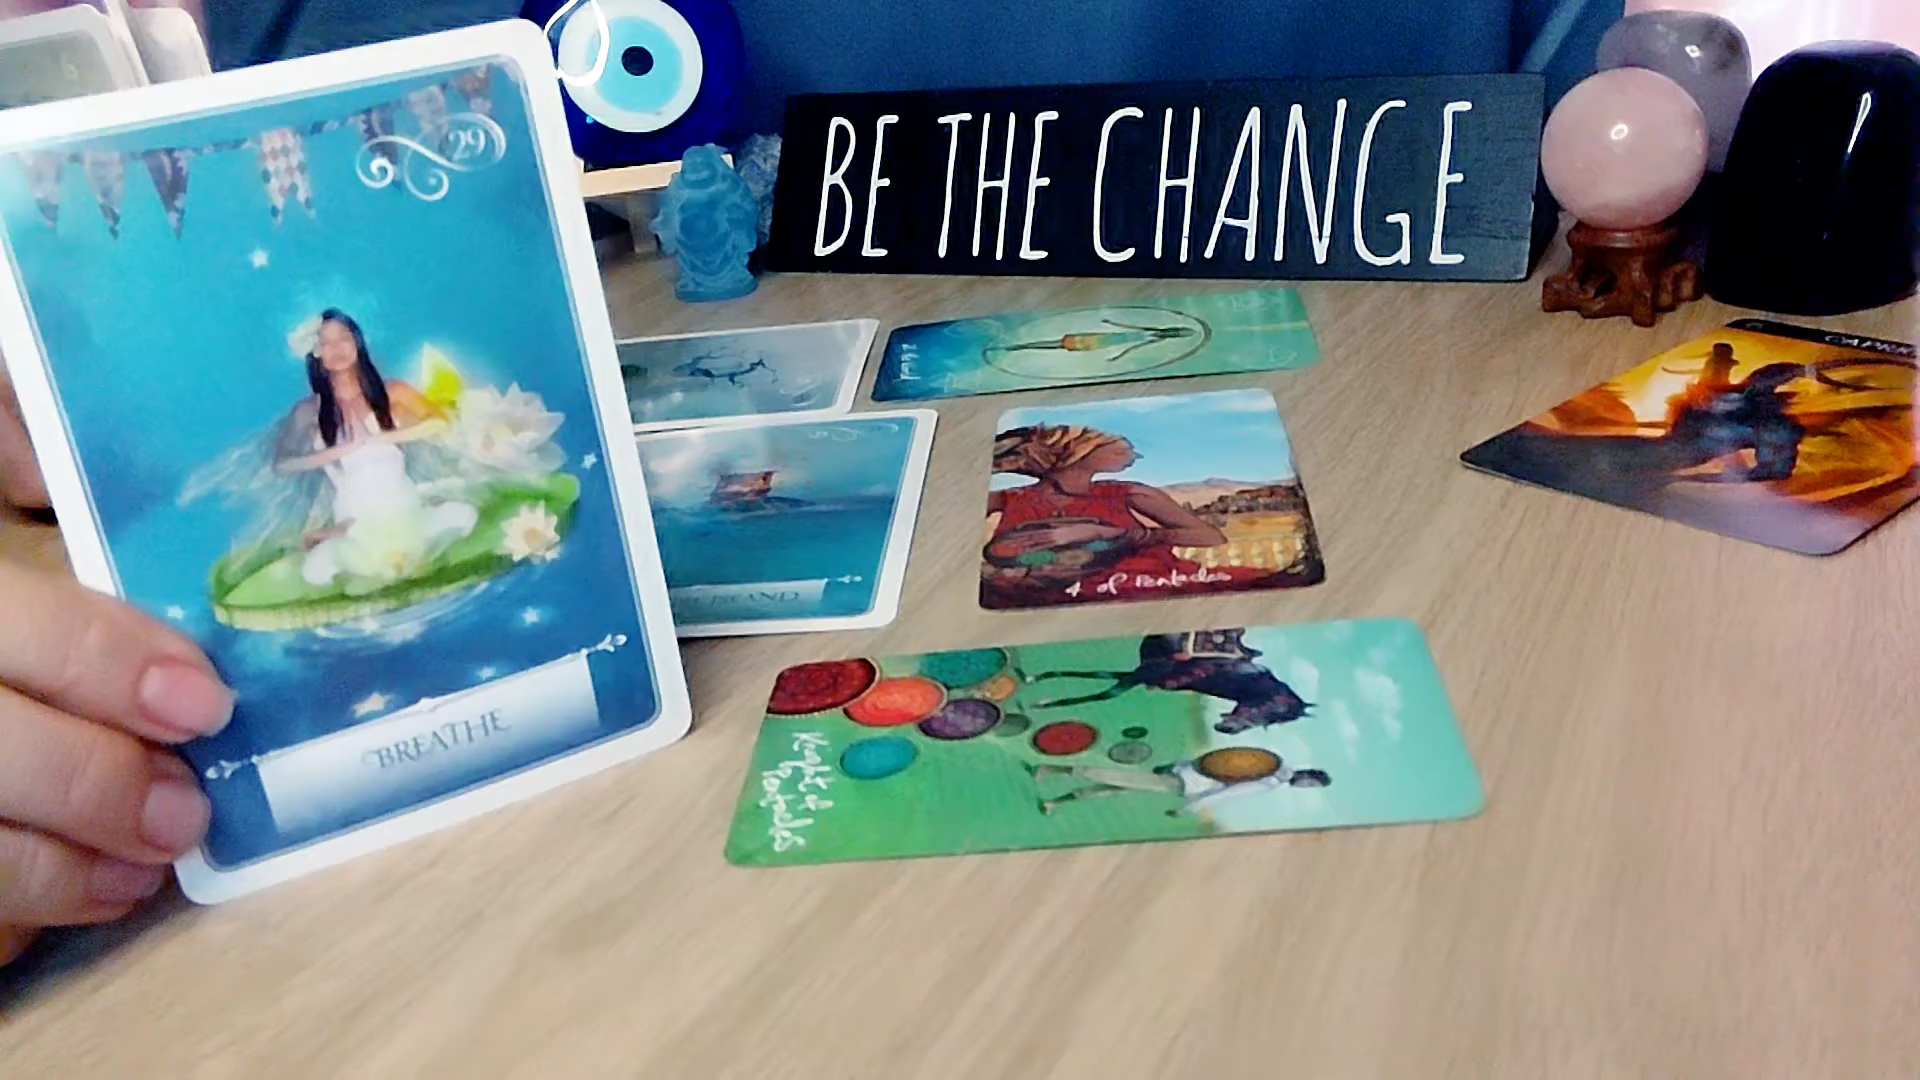 29
BE THE CHANGE
BREATHE
4 of Pentacles
Knight of
Pentacles